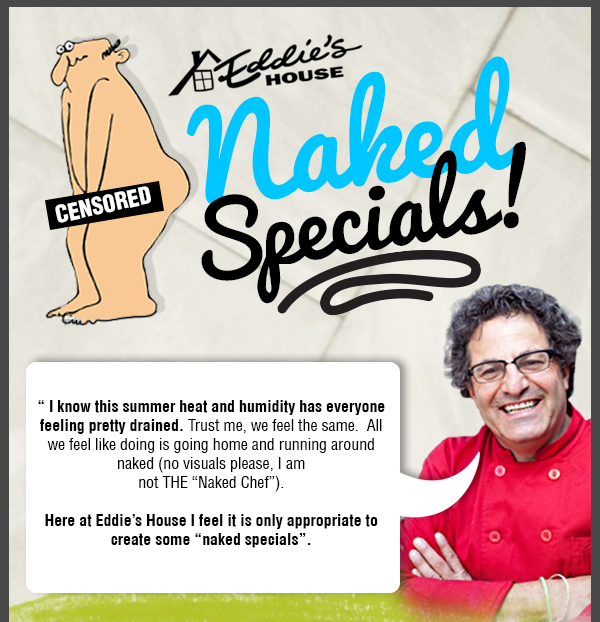 Eddie's
HOUSE
Naked
Specials!
CENSORED
“ I know this summer heat and humidity has everyone
feeling pretty drained. Trust me, we feel the same.  All
we feel like doing is going home and running around
naked (no visuals please, I am
not THE “Naked Chef”).
Here at Eddie’s House I feel it is only appropriate to
create some “naked specials”.